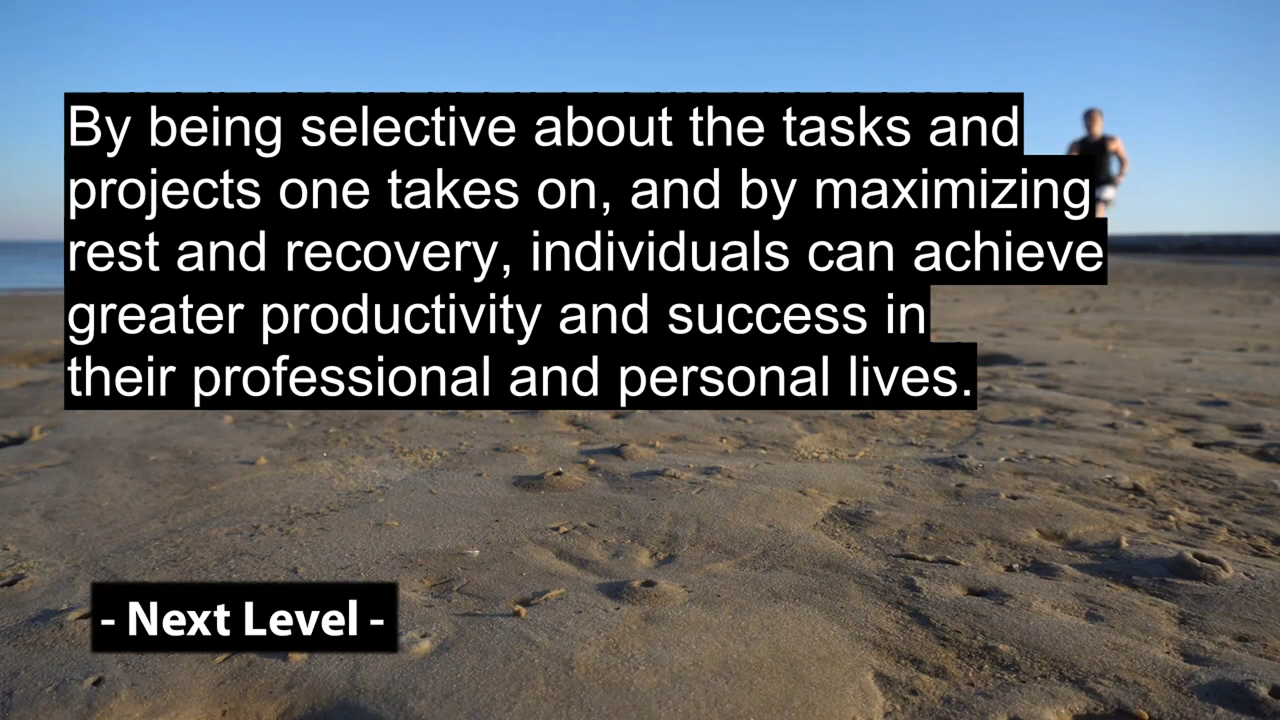 By being selective about the tasks and
projects one takes on, and by maximizing
rest and recovery, individuals can achieve
greater productivity and success in
their professional and personal lives.
- Next Level -